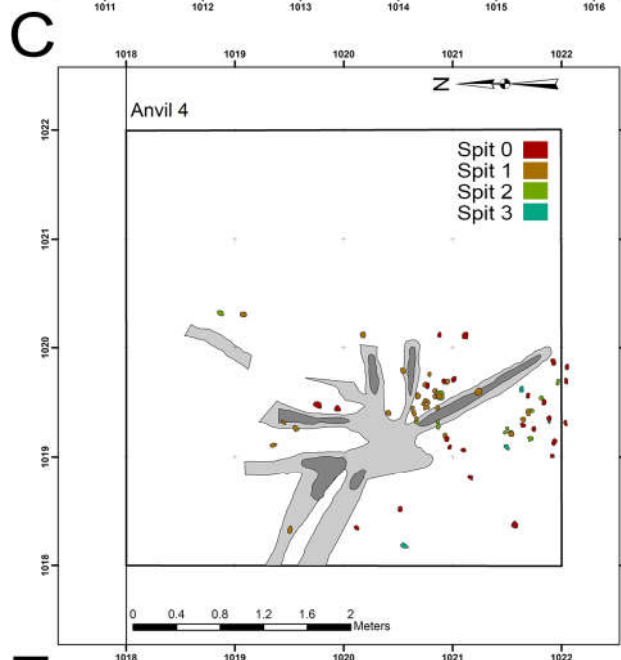 1011 1012 1013 1014 1015 1016
C
1018 1019 1020 1021 1022
N
Anvil 4
1022
Spit 0
Spit 1
Spit 2
Spit 3
1021
1020
1019
1018
0 0.4 0.8 1.2 1.6 2
Meters
1018 1019 1020 1021 1022